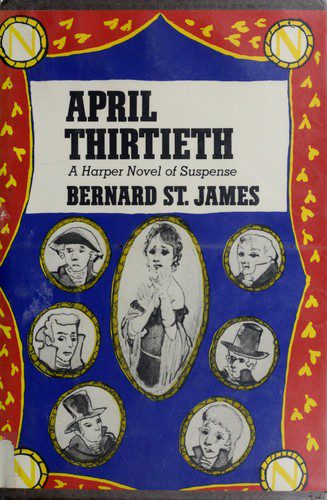 N
N
APRIL
THIRTIETH
A Harper Novel of Suspense
BERNARD ST. JAMES
N
N